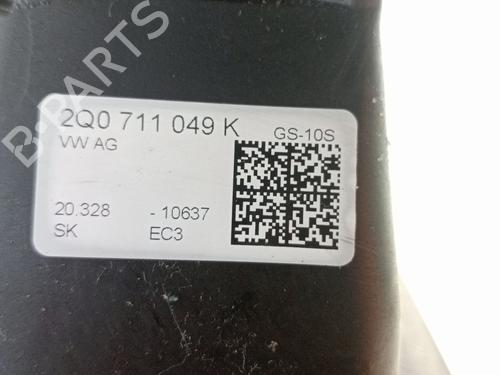 B-PARTS
2Q0 711 049 K
GS-10S
VW AG
20.328 - 10637
SK EC3